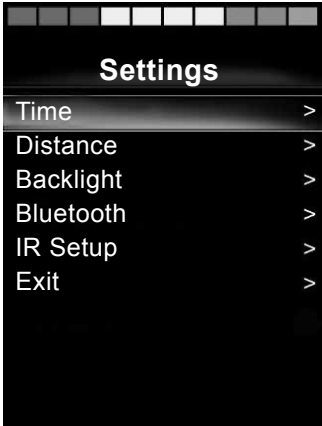 Settings
Time >
Distance >
Backlight >
Bluetooth >
IR Setup >
Exit >